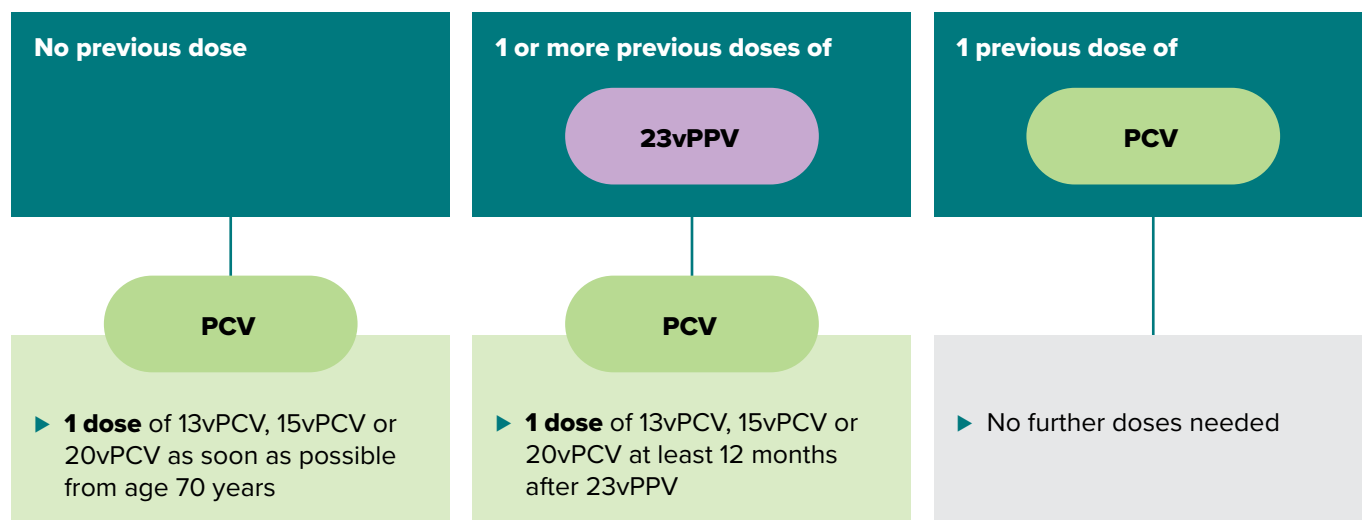 No previous dose
PCV
▶ 1 dose of 13vPCV, 15vPCV or
20vPCV as soon as possible
from age 70 years
1 or more previous doses of
23vPPV
PCV
▶ 1 dose of 13vPCV, 15vPCV or
20vPCV at least 12 months
after 23vPPV
1 previous dose of
PCV
▶ No further doses needed